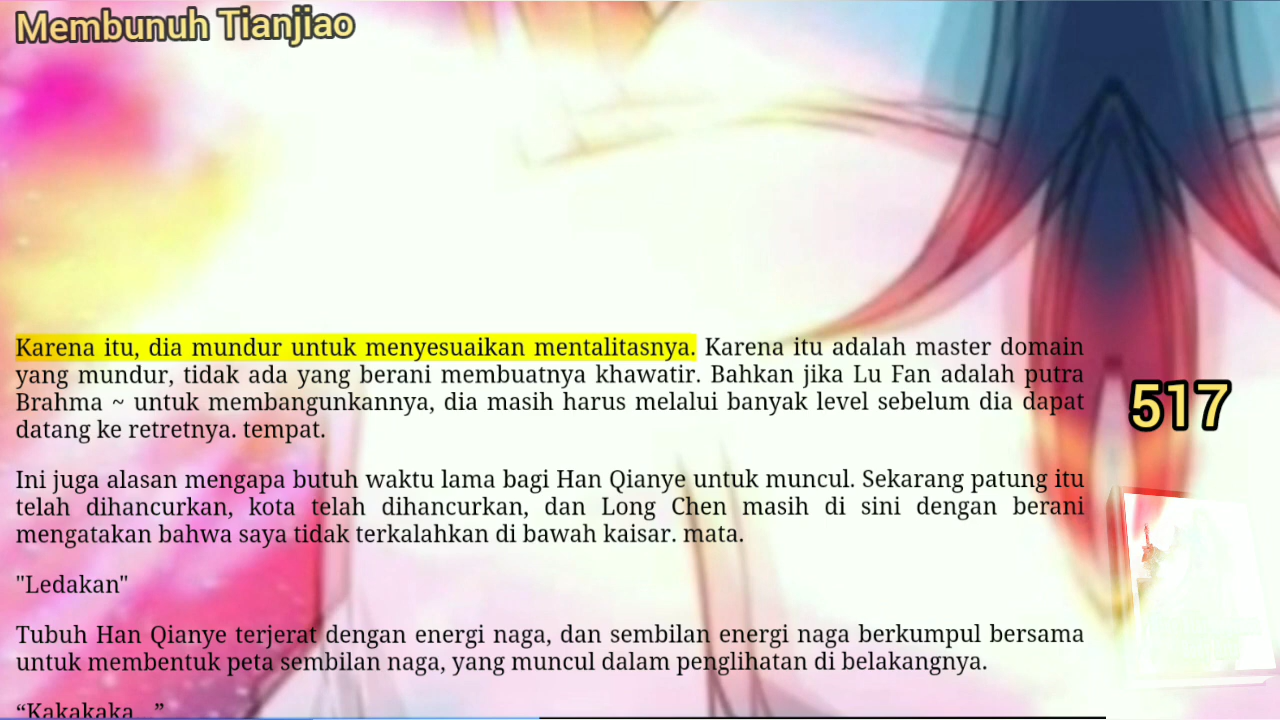 Membunuh Tianjiao
Karena itu, dia mundur untuk menyesuaikan mentalitasnya. Karena itu adalah master domain
yang mundur, tidak ada yang berani membuatnya khawatir. Bahkan jika Lu Fan adalah putra
Brahma ~ untuk membangunkannya, dia masih harus melalui banyak level sebelum dia dapat
datang ke retretnya. tempat.
517
Ini juga alasan mengapa butuh waktu lama bagi Han Qianye untuk muncul. Sekarang patung itu
telah dihancurkan, kota telah dihancurkan, dan Long Chen masih di sini dengan berani
mengatakan bahwa saya tidak terkalahkan di bawah kaisar. mata.
"Ledakan"
Tubuh Han Qianye terjerat dengan energi naga, dan sembilan energi naga berkumpul bersama
untuk membentuk peta sembilan naga, yang muncul dalam penglihatan di belakangnya.
“Kakakaka…”